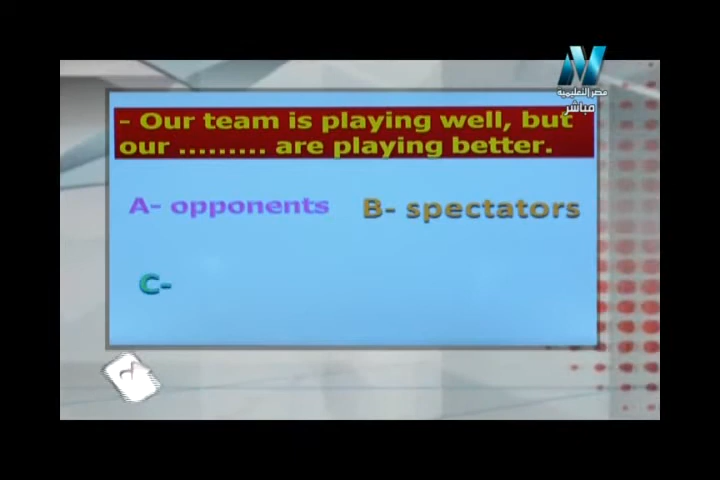 مصر التعليمية
مباشر
- Our team is playing well, but
our ......... are playing better.
A- opponents
B- spectators
C-